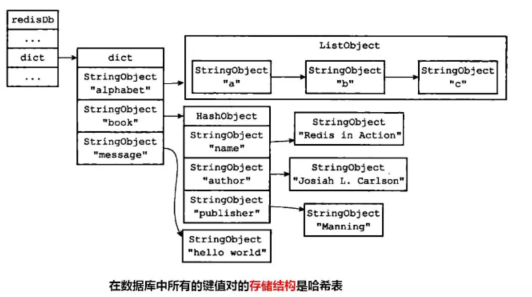 redisDb
...
dict
...
dict
StringObject
"alphabet"
StringObject
"book"
StringObject
"message"
ListObject
StringObject
"a"
StringObject
"b"
StringObject
"c"
HashObject
StringObject
"name"
StringObject
"author"
StringObject
"publisher"
StringObject
"Redis in Action"
StringObject
"Josiah L. Carlson"
StringObject
"Manning"
StringObject
"hello world"
在数据库中所有的键值对的存储结构是哈希表